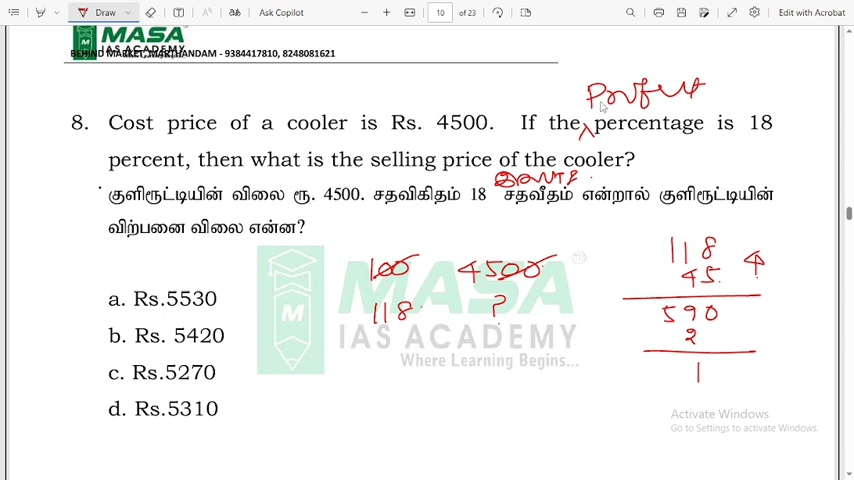 Draw
Ask Copilot
10 of 23
Edit with Acrobat
MASA
IAS ACADEMY
BEHIND MARKET, MARTHANDAM - 9384417810, 8248081621
Profit
8. Cost price of a cooler is Rs. 4500. If the percentage is 18
percent, then what is the selling price of the cooler?
குளிருட்டியின் விலை ரூ. 4500. சதவிகிதம் 18 சதவீதம் என்றால் குளிருட்டியின்
விற்பனை விலை என்ன?
100 4500
118 ?
118 4
45
590
2
1
a. Rs.5530
b. Rs. 5420
c. Rs.5270
d. Rs.5310
MASA
IAS ACADEMY
Where Learning Begins...
Activate Windows
Go to Settings to activate Windows.